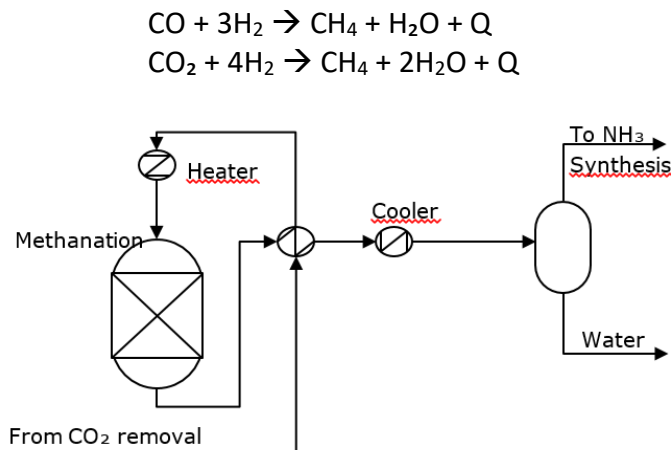 CO + 3H₂ → CH₄ + H₂O + Q
CO₂ + 4H₂ → CH₄ + 2H₂O + Q
To NH₃
Synthesis
Heater
Cooler
Methanation
Water
From CO₂ removal